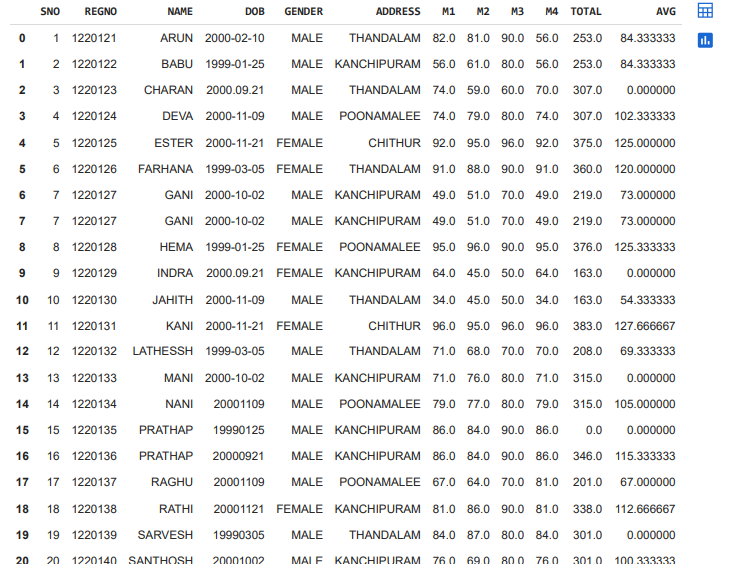 SNO REGNO NAME DOB GENDER ADDRESS M1 M2 M3 M4 TOTAL AVG
0 1 1220121 ARUN 2000-02-10 MALE THANDALAM 82.0 81.0 90.0 56.0 253.0 84.333333
1 2 1220122 BABU 1999-01-25 MALE KANCHIPURAM 56.0 61.0 80.0 56.0 253.0 84.333333
2 3 1220123 CHARAN 2000.09.21 MALE THANDALAM 74.0 59.0 60.0 70.0 307.0 0.000000
3 4 1220124 DEVA 2000-11-09 MALE POONAMALEE 74.0 79.0 80.0 74.0 307.0 102.333333
4 5 1220125 ESTER 2000-11-21 FEMALE CHITHUR 92.0 95.0 96.0 92.0 375.0 125.000000
5 6 1220126 FARHANA 1999-03-05 FEMALE THANDALAM 91.0 88.0 90.0 91.0 360.0 120.000000
6 7 1220127 GANI 2000-10-02 MALE KANCHIPURAM 49.0 51.0 70.0 49.0 219.0 73.000000
7 7 1220127 GANI 2000-10-02 MALE KANCHIPURAM 49.0 51.0 70.0 49.0 219.0 73.000000
8 8 1220128 HEMA 1999-01-25 FEMALE POONAMALEE 95.0 96.0 90.0 95.0 376.0 125.333333
9 9 1220129 INDRA 2000.09.21 FEMALE KANCHIPURAM 64.0 45.0 50.0 64.0 163.0 0.000000
10 10 1220130 JAHITH 2000-11-09 MALE THANDALAM 34.0 45.0 50.0 34.0 163.0 54.333333
11 11 1220131 KANI 2000-11-21 FEMALE CHITHUR 96.0 95.0 96.0 96.0 383.0 127.666667
12 12 1220132 LATHESSH 1999-03-05 MALE THANDALAM 71.0 68.0 70.0 70.0 208.0 69.333333
13 13 1220133 MANI 2000-10-02 MALE KANCHIPURAM 71.0 76.0 80.0 71.0 315.0 0.000000
14 14 1220134 NANI 20001109 MALE POONAMALEE 79.0 77.0 80.0 79.0 315.0 105.000000
15 15 1220135 PRATHAP 19990125 MALE KANCHIPURAM 86.0 84.0 90.0 86.0 0.0 0.000000
16 16 1220136 PRATHAP 20000921 MALE KANCHIPURAM 86.0 84.0 90.0 86.0 346.0 115.333333
17 17 1220137 RAGHU 20001109 MALE POONAMALEE 67.0 64.0 70.0 81.0 201.0 67.000000
18 18 1220138 RATHI 20001121 FEMALE KANCHIPURAM 81.0 86.0 90.0 81.0 338.0 112.666667
19 19 1220139 SARVESH 19990305 MALE THANDALAM 84.0 87.0 80.0 84.0 301.0 0.000000
20 20 1220140 SANTHOSH 20001002 MALE KANCHIPURAM 76.0 69.0 80.0 76.0 301.0 100.333333